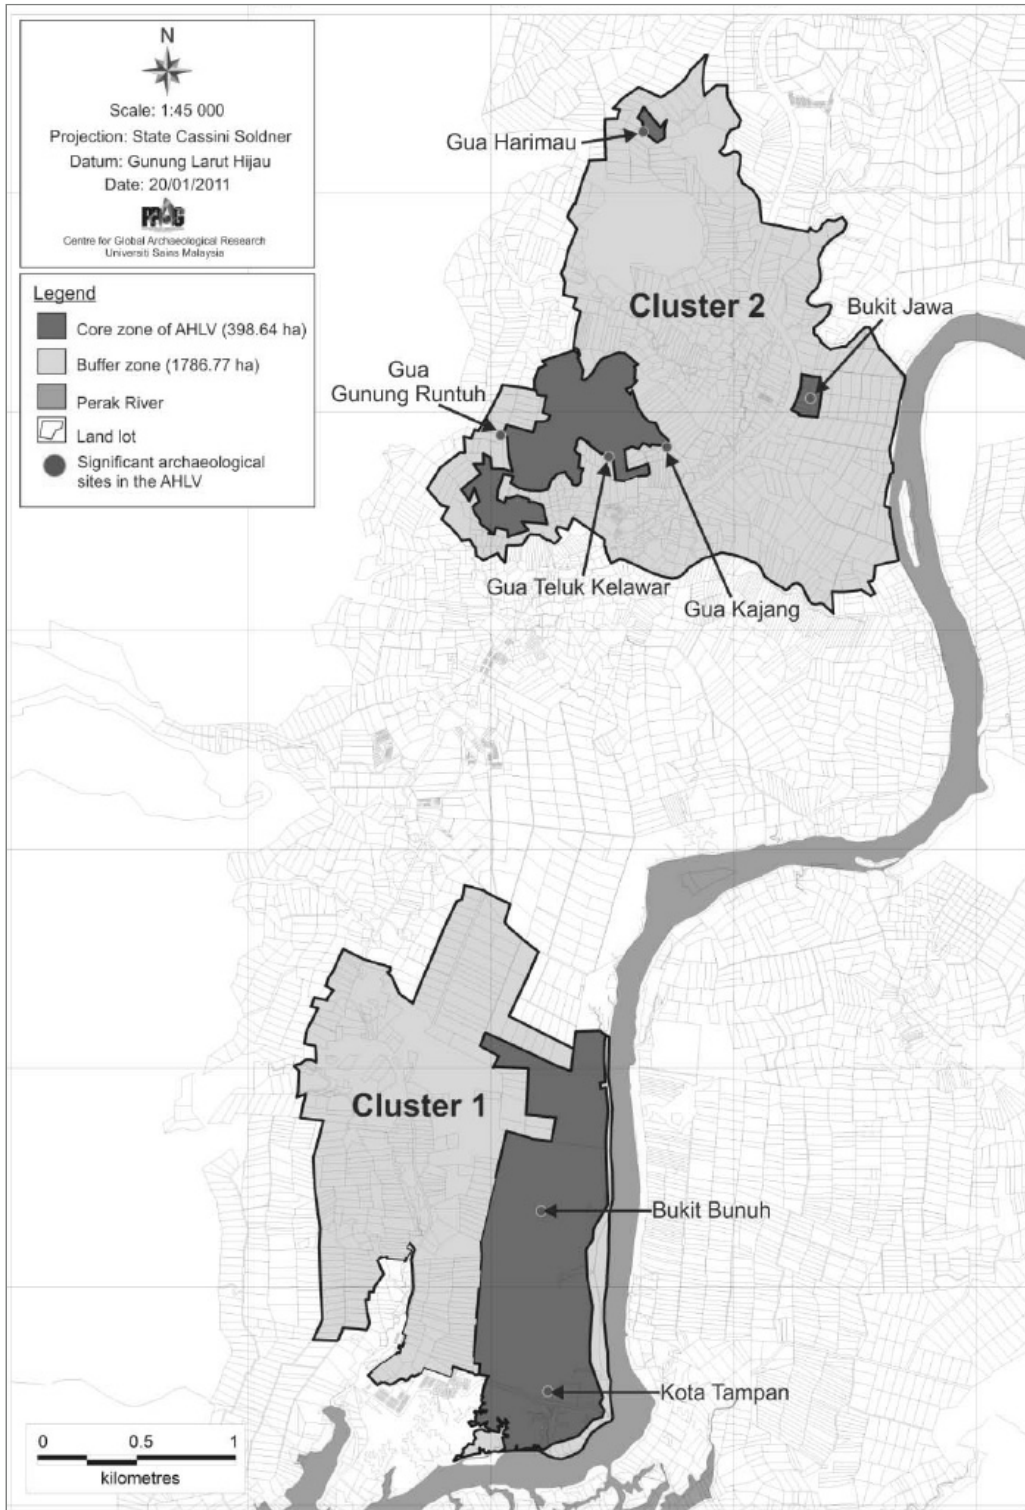 N
Scale: 1:45 000
Projection: State Cassini Soldner
Datum: Gunung Larut Hijau
Date: 20/01/2011
Centre for Global Archaeological Research
Universiti Sains Malaysia
Legend
Core zone of AHLV (398.64 ha)
Buffer zone (1786.77 ha)
Perak River
Land lot
Significant archaeological
sites in the AHLV
Gua Harimau
Cluster 2
Bukit Jawa
Gua
Gunung Runtuh
Gua Teluk Kelawar
Gua Kajang
Cluster 1
Bukit Bunuh
Kota Tampan
0 0.5 1
kilometres